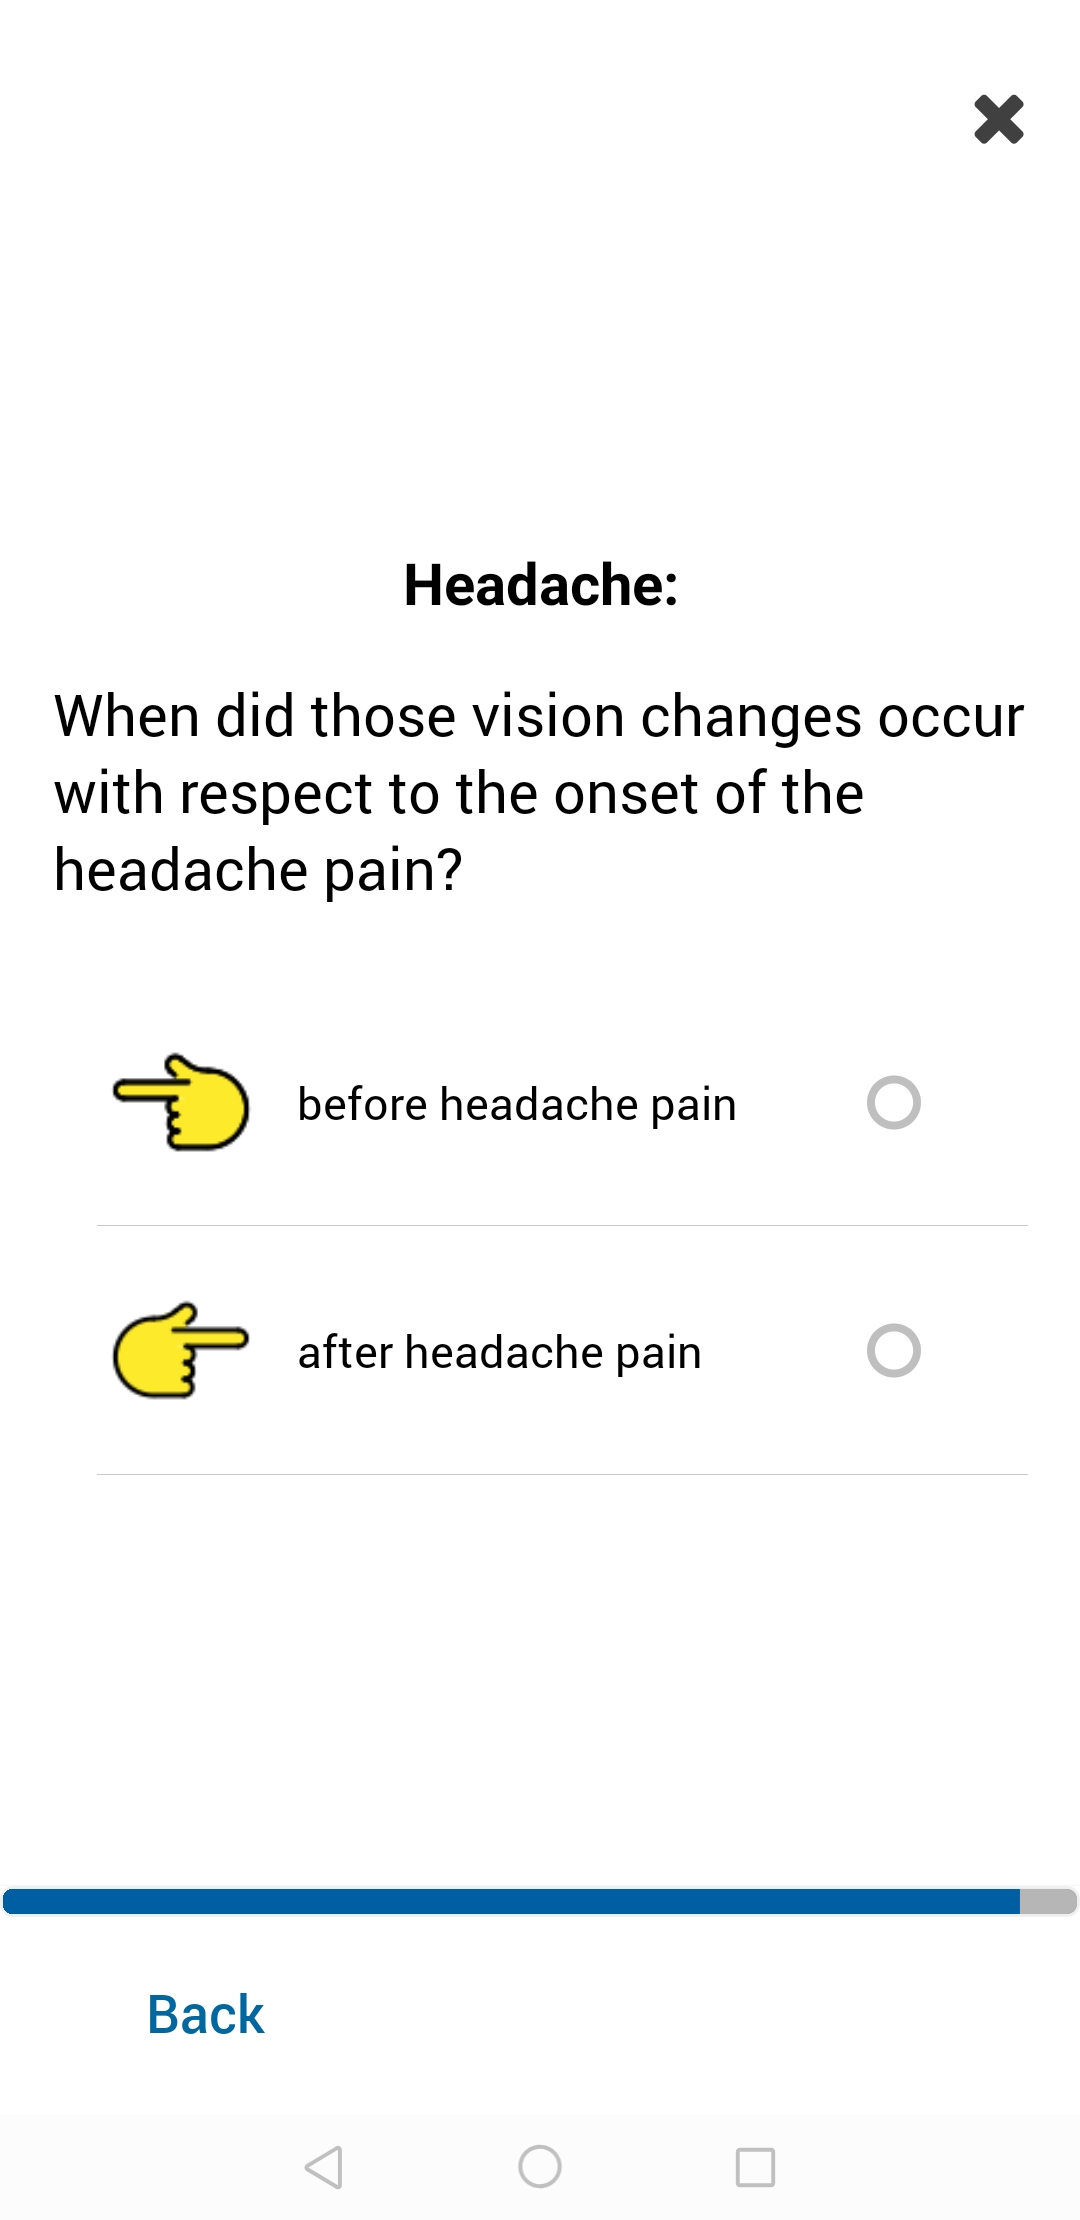 Headache:
When did those vision changes occur
with respect to the onset of the
headache pain?
before headache pain
after headache pain
Back